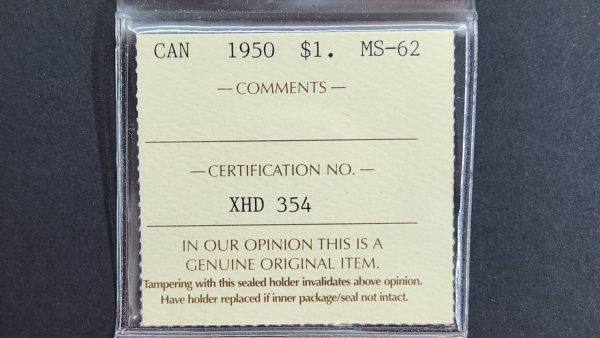 CAN 1950 $1. MS-62
— COMMENTS —
— CERTIFICATION NO. —
XHD 354
IN OUR OPINION THIS IS A
GENUINE ORIGINAL ITEM.
Tampering with this sealed holder invalidates above opinion.
Have holder replaced if inner package/seal not intact.